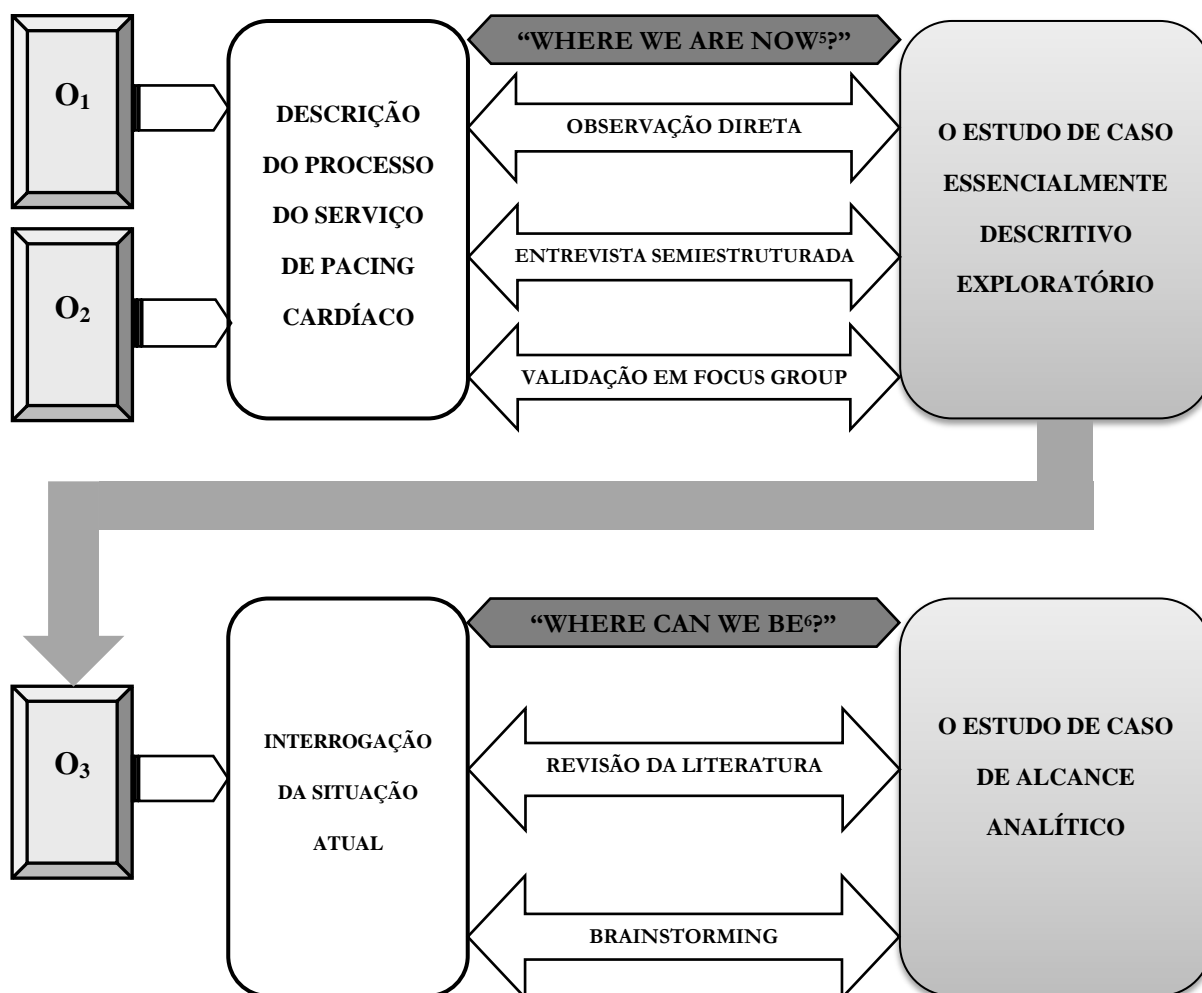 “WHERE WE ARE NOW⁵?”
O₁
O₂
DESCRIÇÃO
DO PROCESSO
DO SERVIÇO
DE PACING
CARDÍACO
OBSERVAÇÃO DIRETA
ENTREVISTA SEMIESTRUTURADA
VALIDAÇÃO EM FOCUS GROUP
O ESTUDO DE CASO
ESSENCIALMENTE
DESCRITIVO
EXPLORATÓRIO
“WHERE CAN WE BE⁶?”
O₃
INTERROGAÇÃO
DA SITUAÇÃO
ATUAL
REVISÃO DA LITERATURA
BRAINSTORMING
O ESTUDO DE CASO
DE ALCANCE
ANALÍTICO